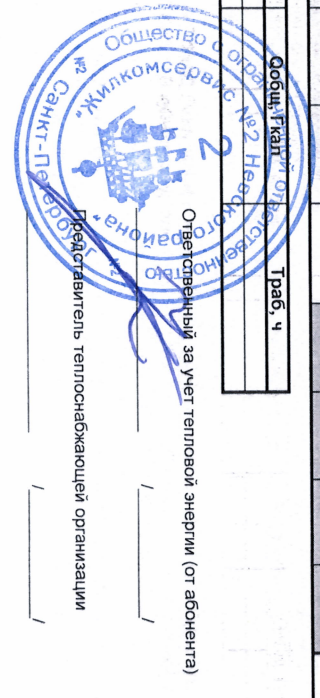 Qобщ, Гкал Траб, ч
Ответственный за учет тепловой энергии (от абонента)
/ /
Представитель теплоснабжающей организации
/ /
Общество с ограниченной ответственностью
№2 Санкт-Петербург №2
"Жилкомсервис №2 Невского района"
2